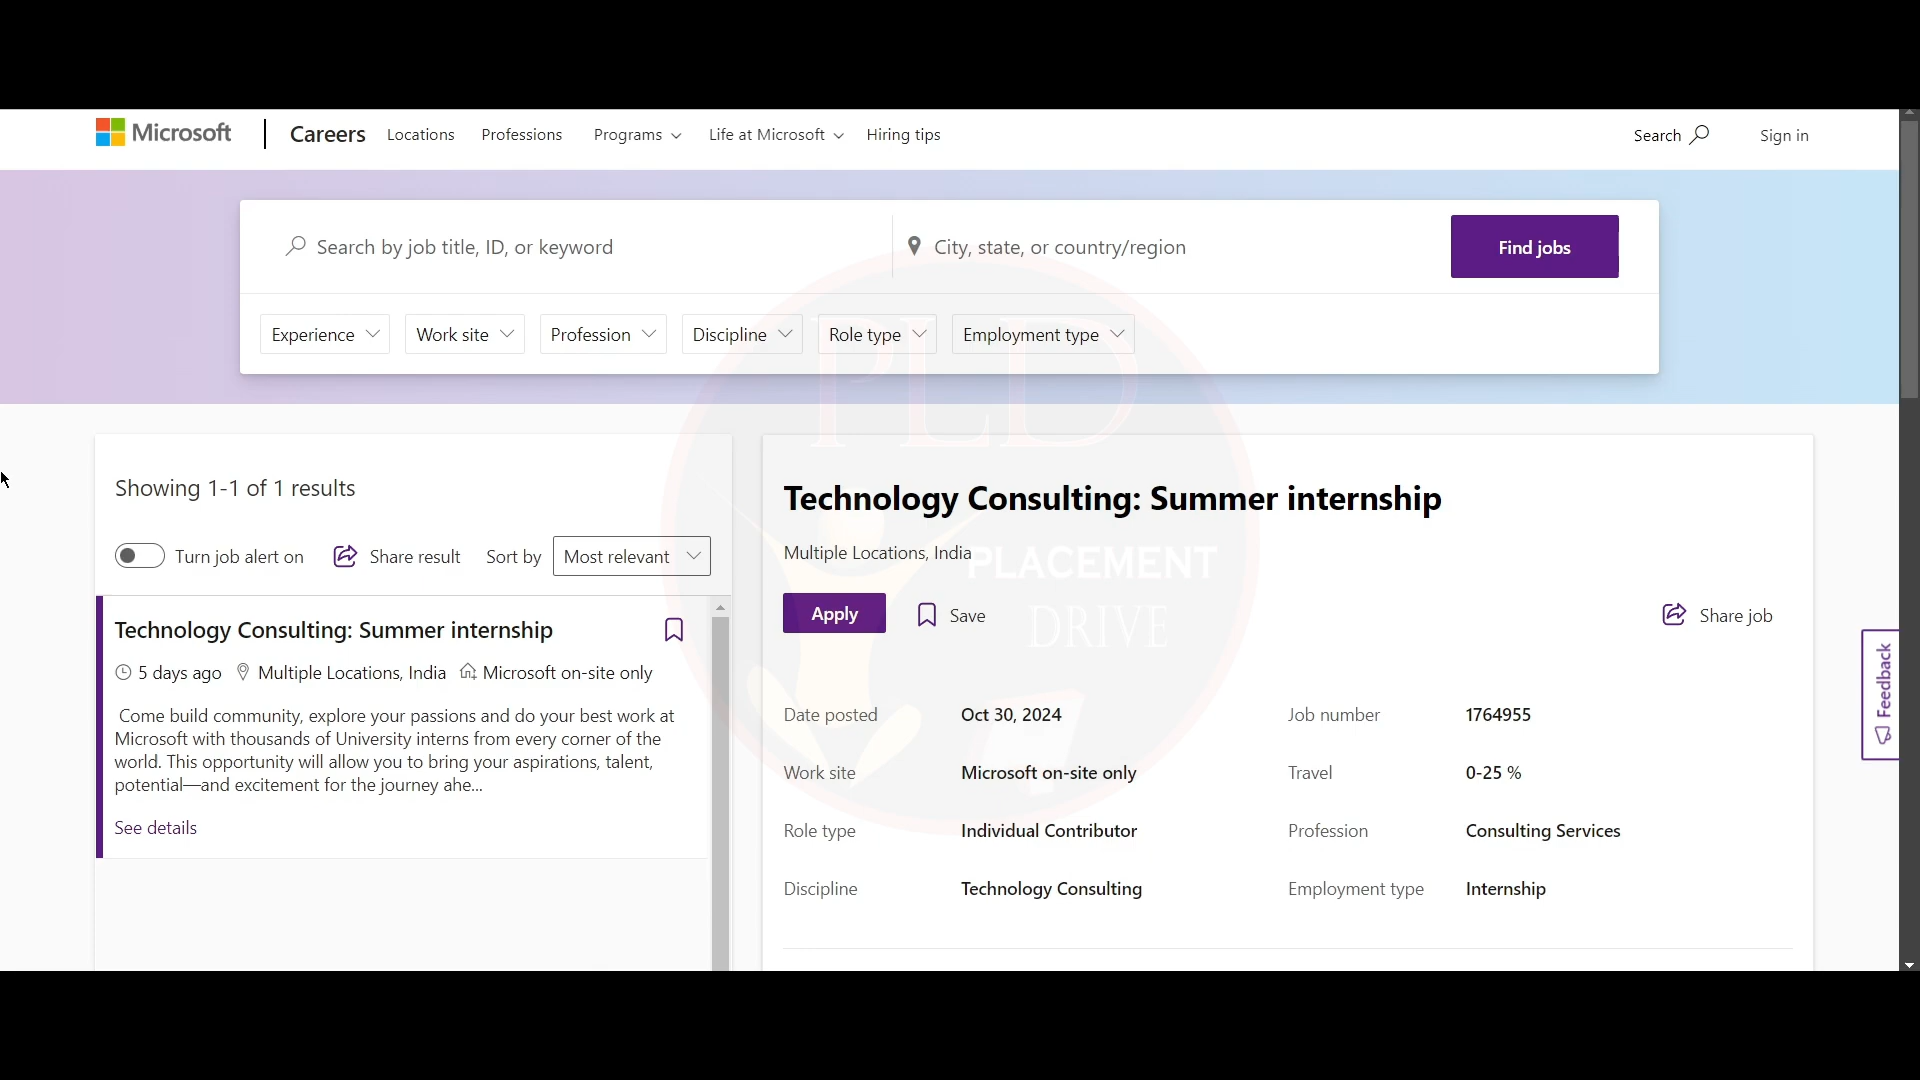 Microsoft
Careers
Locations
Professions
Programs
Life at Microsoft
Hiring tips
Search
Sign in
Search by job title, ID, or keyword
City, state, or country/region
Find jobs
Experience
Work site
Profession
Discipline
Role type
Employment type
PLD
PLACEMENT
DRIVE
Showing 1-1 of 1 results
Turn job alert on
Share result
Sort by
Most relevant
Technology Consulting: Summer internship
5 days ago
Multiple Locations, India
Microsoft on-site only
Come build community, explore your passions and do your best work at
Microsoft with thousands of University interns from every corner of the
world. This opportunity will allow you to bring your aspirations, talent,
potential—and excitement for the journey ahe...
See details
Technology Consulting: Summer internship
Multiple Locations, India
Apply
Save
Share job
Date posted
Oct 30, 2024
Job number
1764955
Work site
Microsoft on-site only
Travel
0-25 %
Role type
Individual Contributor
Profession
Consulting Services
Discipline
Technology Consulting
Employment type
Internship
Feedback